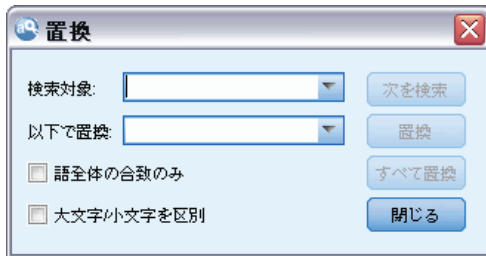 置換
検索対象:
次を検索
以下で置換:
置換
語全体の合致のみ
すべて置換
大文字/小文字を区別
閉じる